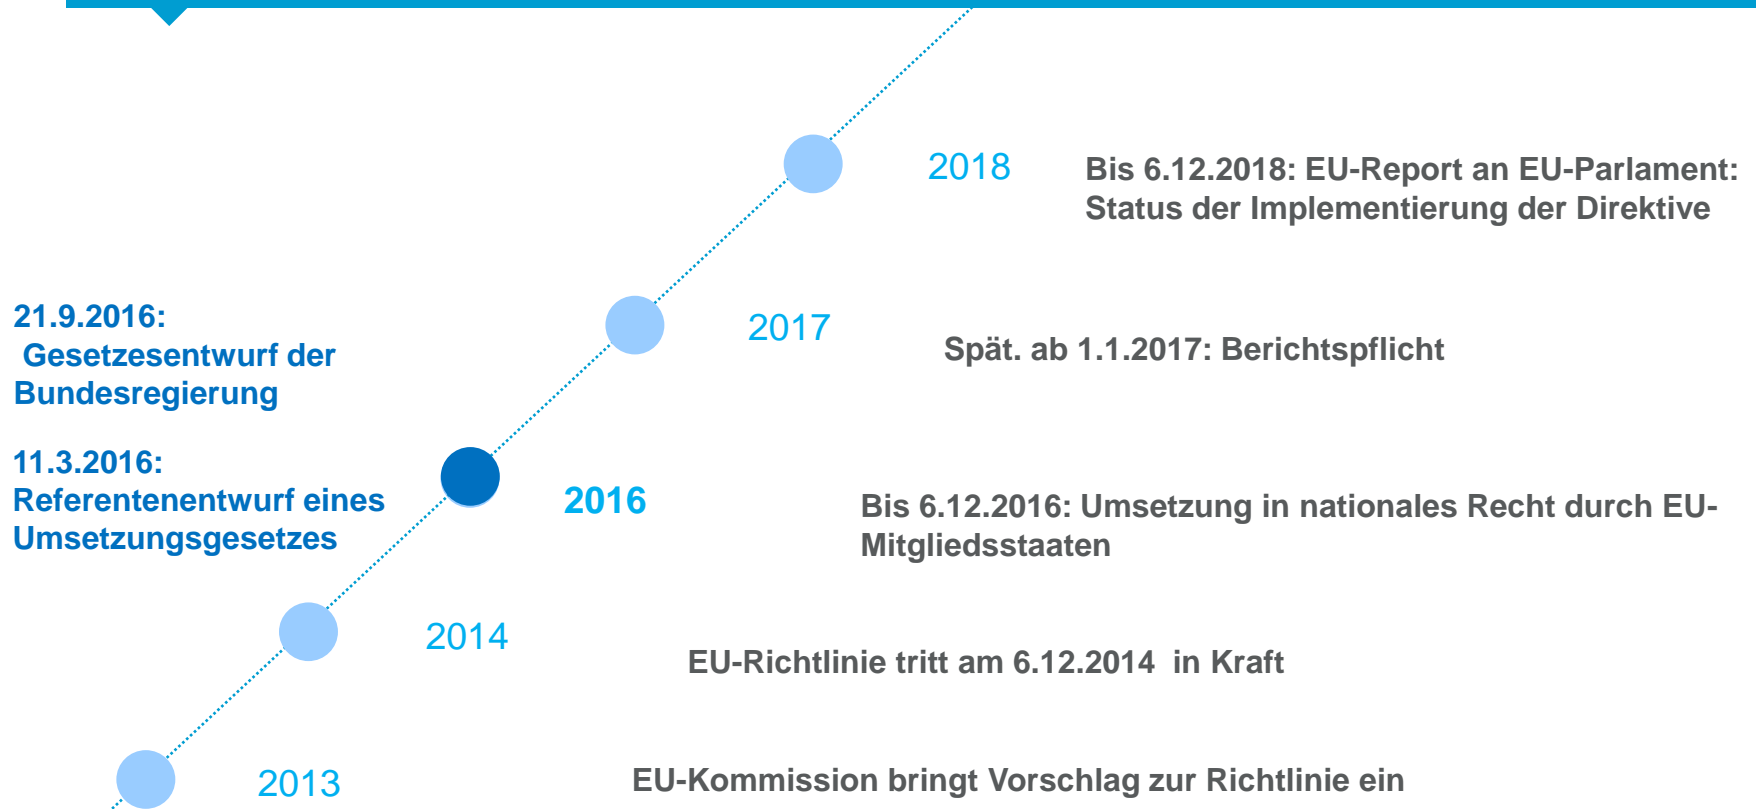 2018
Bis 6.12.2018: EU-Report an EU-Parlament:
Status der Implementierung der Direktive
21.9.2016:
Gesetzesentwurf der
Bundesregierung
2017
Spät. ab 1.1.2017: Berichtspflicht
11.3.2016:
Referentenentwurf eines
Umsetzungsgesetzes
2016
Bis 6.12.2016: Umsetzung in nationales Recht durch EU-
Mitgliedsstaaten
2014
EU-Richtlinie tritt am 6.12.2014 in Kraft
2013
EU-Kommission bringt Vorschlag zur Richtlinie ein